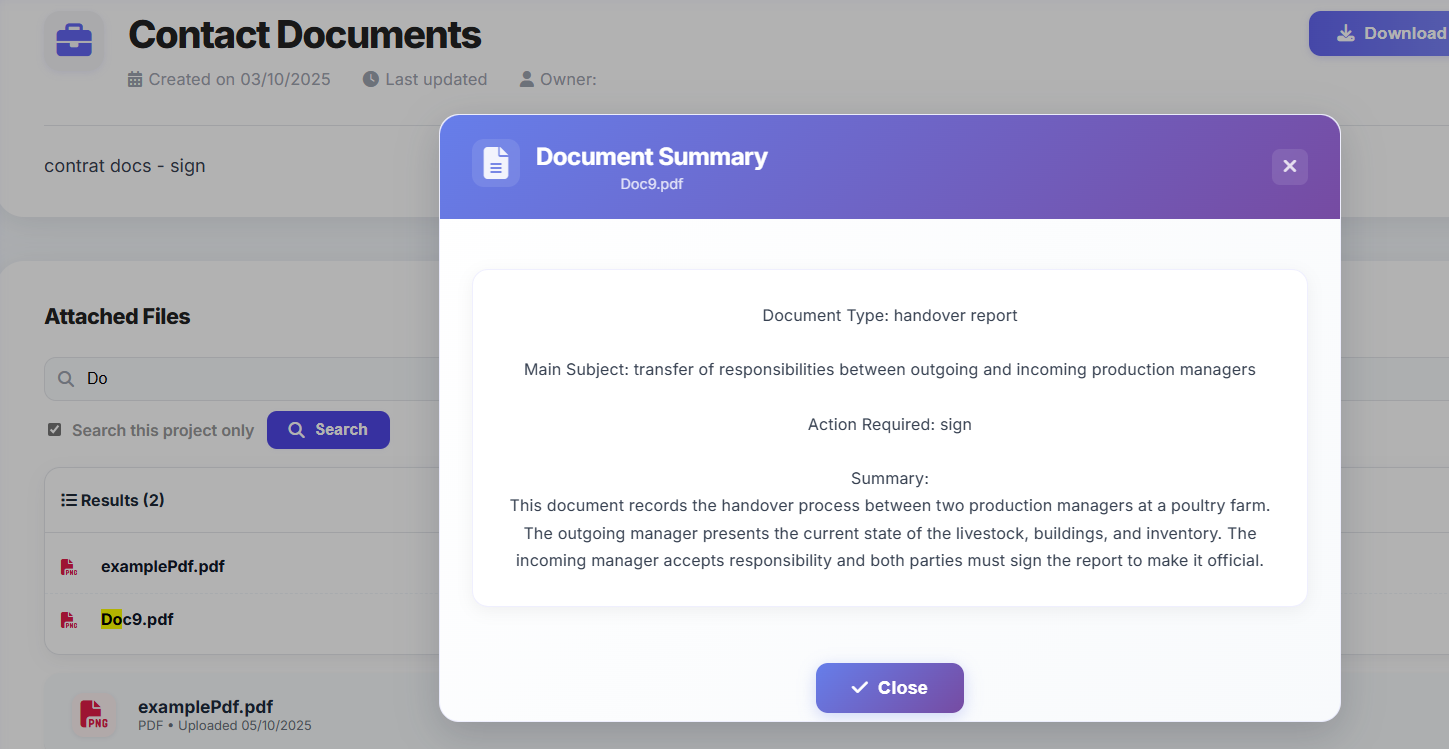 Contact Documents
Download
Created on 03/10/2025 Last updated Owner:
contrat docs - sign
Document Summary
Doc9.pdf
Document Type: handover report
Main Subject: transfer of responsibilities between outgoing and incoming production managers
Action Required: sign
Summary:
This document records the handover process between two production managers at a poultry farm.
The outgoing manager presents the current state of the livestock, buildings, and inventory. The
incoming manager accepts responsibility and both parties must sign the report to make it official.
Close
Attached Files
Do
Search this project only Search
Results (2)
PNG examplePdf.pdf
PNG Doc9.pdf
PNG examplePdf.pdf
PDF • Uploaded 05/10/2025